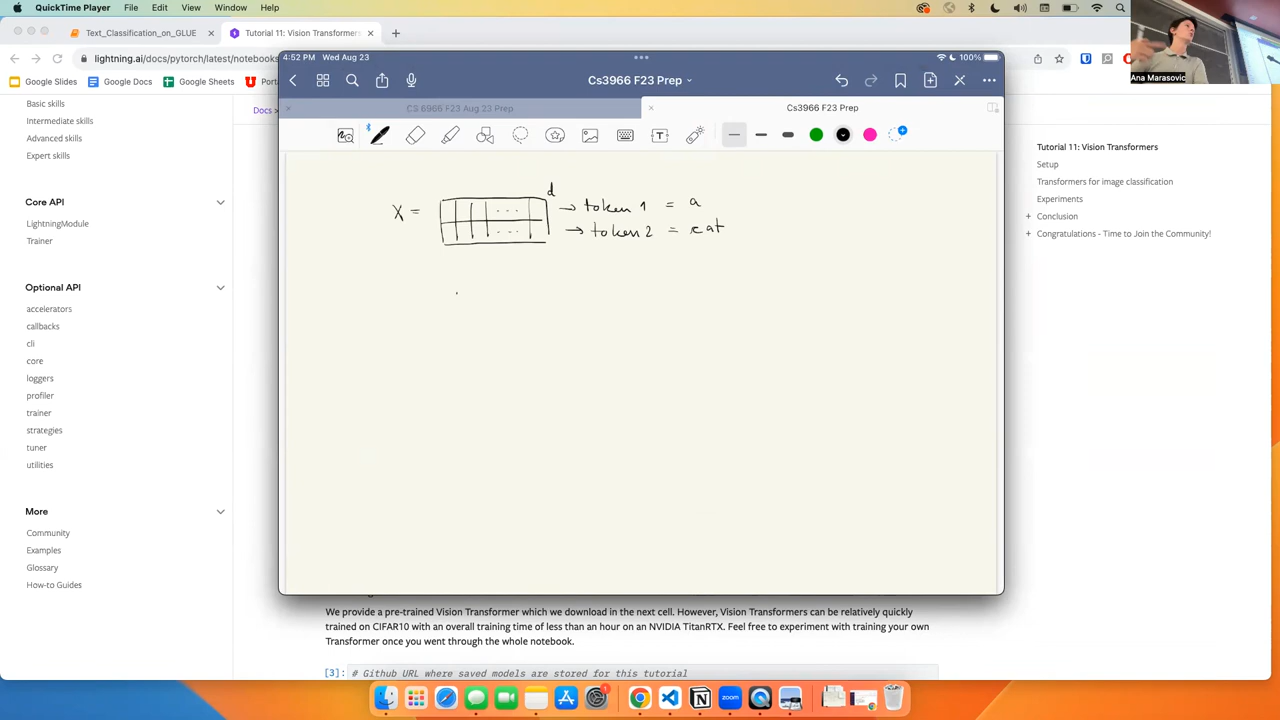 QuickTime Player File Edit View Window Help
Text_Classification_on_GLUE
Tutorial 11: Vision Transformers
lightning.ai/docs/pytorch/latest/notebooks
Google Slides Google Docs Google Sheets
Ana Marasovic
4:52 PM Wed Aug 23 100%
Cs3966 F23 Prep
CS 6966 F23 Aug 23 Prep Cs3966 F23 Prep
Basic skills
Intermediate skills
Advanced skills
Expert skills
Core API
LightningModule
Trainer
Optional API
accelerators
callbacks
cli
core
loggers
profiler
trainer
strategies
tuner
utilities
More
Community
Examples
Glossary
How-to Guides
Docs >
d
X = ... → token 1 = a
... → token 2 = cat
Tutorial 11: Vision Transformers
Setup
Transformers for image classification
Experiments
Conclusion
Congratulations - Time to Join the Community!
We provide a pre-trained Vision Transformer which we download in the next cell. However, Vision Transformers can be relatively quickly
trained on CIFAR10 with an overall training time of less than an hour on an NVIDIA TitanRTX. Feel free to experiment with training your own
Transformer once you went through the whole notebook.
[3]: # Github URL where saved models are stored for this tutorial